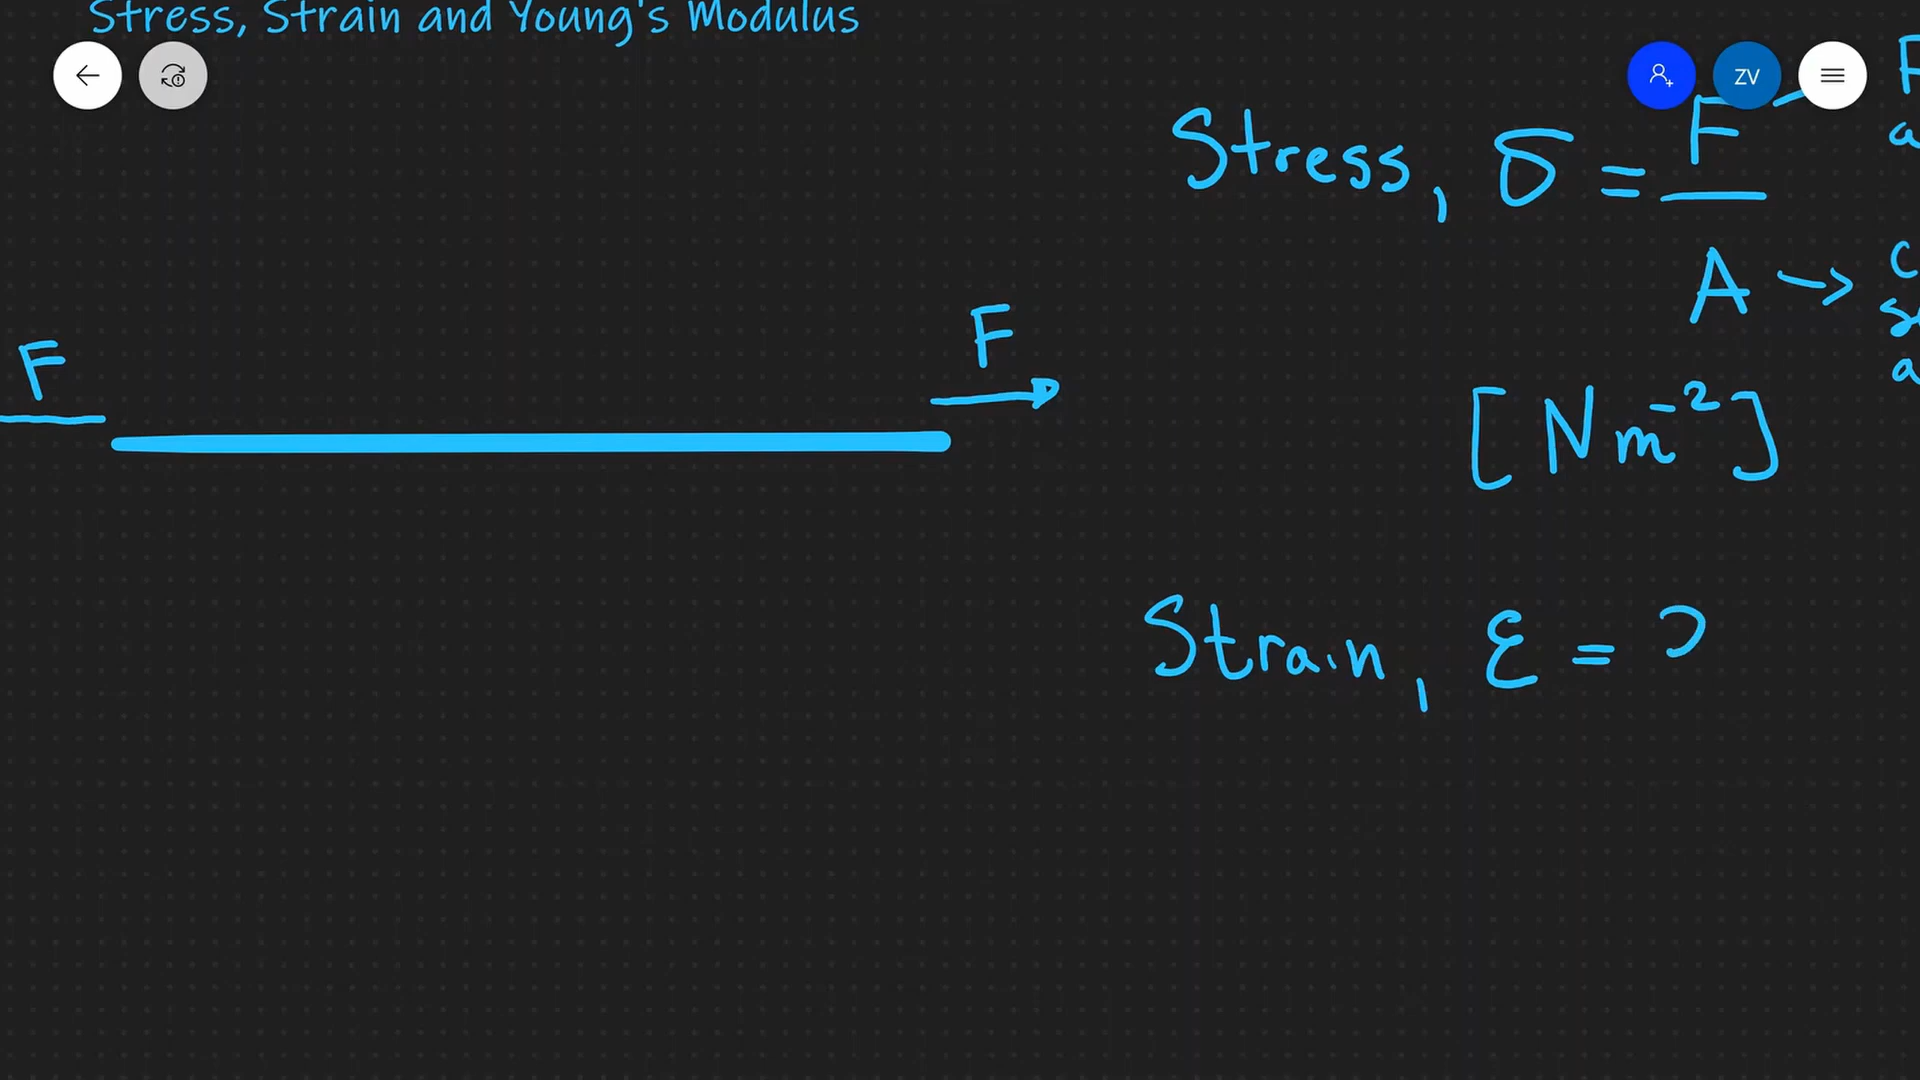 Stress, Strain and Young's Modulus
ZV
Stress, σ = F
A →
[Nm⁻²]
F
F
Strain, ε = ?